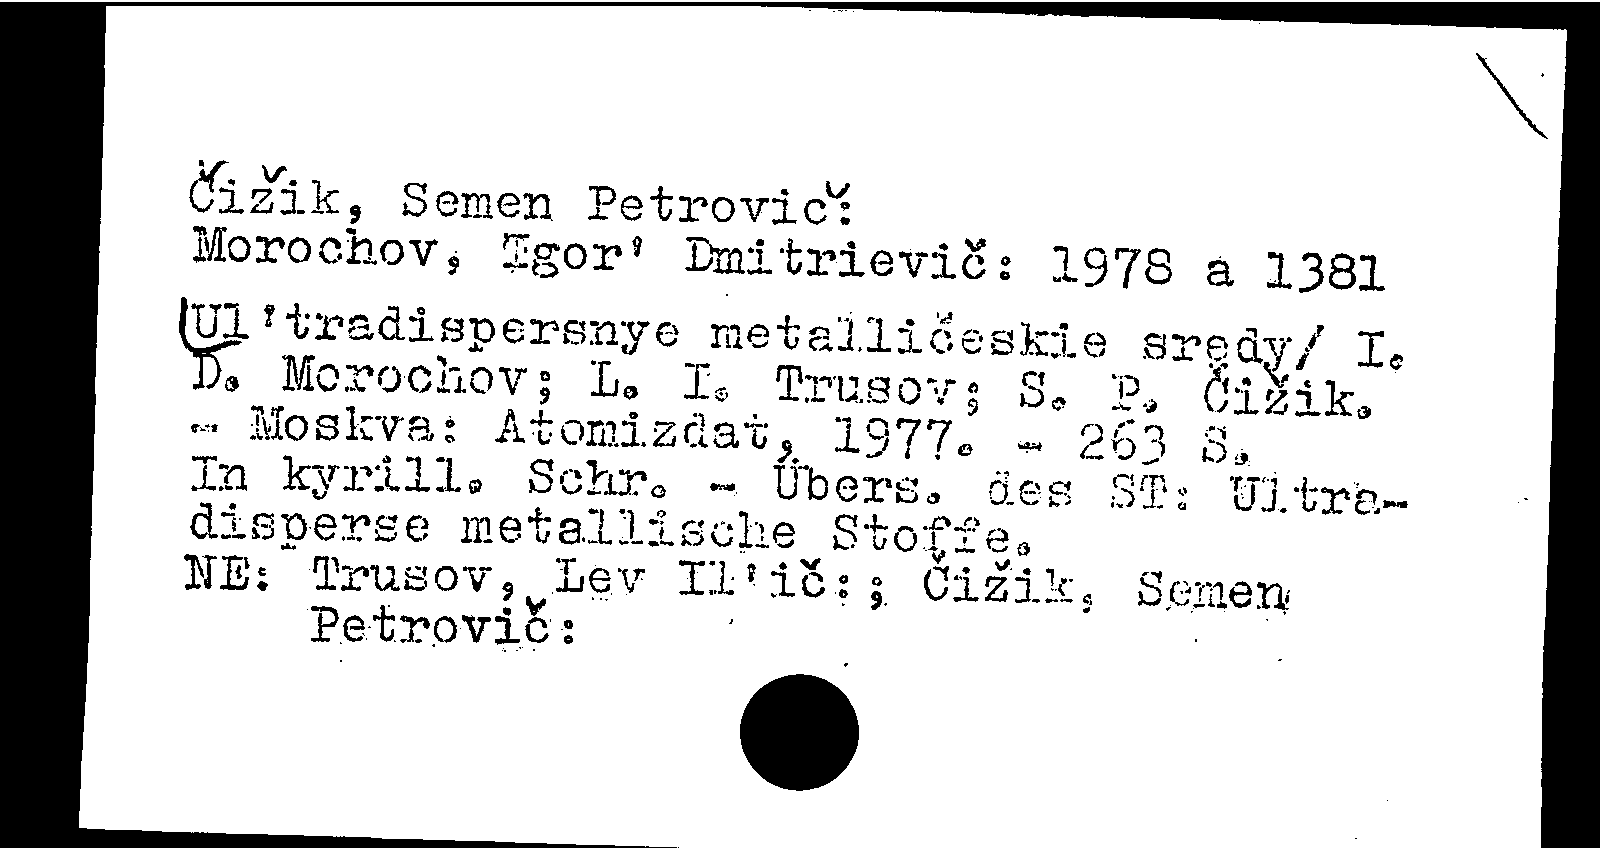 Čižik, Semen Petrovič:
Morochov, Igor' Dmitrievič: 1978 a 1381
Ul'tradispersnye metalličeskie sredy/ I.
D. Morochov; L. I. Trusov; S. P. Čižik.
- Moskva: Atomizdat, 1977. - 263 S.
In kyrill. Schr. - Übers. des ST: Ultra-
disperse metallische Stoffe.
NE: Trusov, Lev Il'ič:; Čižik, Semen
Petrovič: